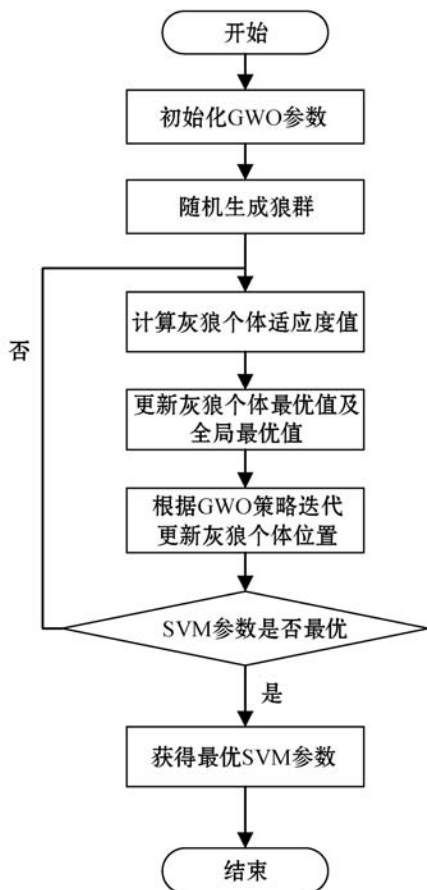 开始
初始化GWO参数
随机生成狼群
计算灰狼个体适应度值
否
更新灰狼个体最优值及
全局最优值
根据GWO策略迭代
更新灰狼个体位置
SVM参数是否最优
是
获得最优SVM参数
结束